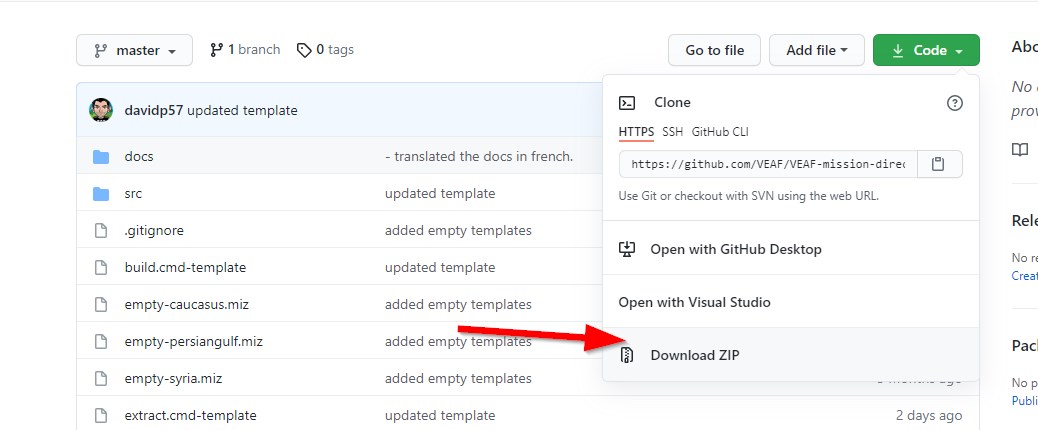 master 1 branch 0 tags Go to file Add file Code
davidp57 updated template
Clone
HTTPS SSH GitHub CLI
docs - translated the docs in french.
https://github.com/VEAF/VEAF-mission-direc
src updated template
Use Git or checkout with SVN using the web URL.
.gitignore added empty templates
Open with GitHub Desktop
build.cmd-template updated template
empty-caucasus.miz added empty templates
Open with Visual Studio
empty-persiangulf.miz added empty templates
Download ZIP
empty-syria.miz added empty templates
extract.cmd-template updated template 2 days ago
Abo
No
prov
Rele
No re
Creat
Pack
No p
Publi